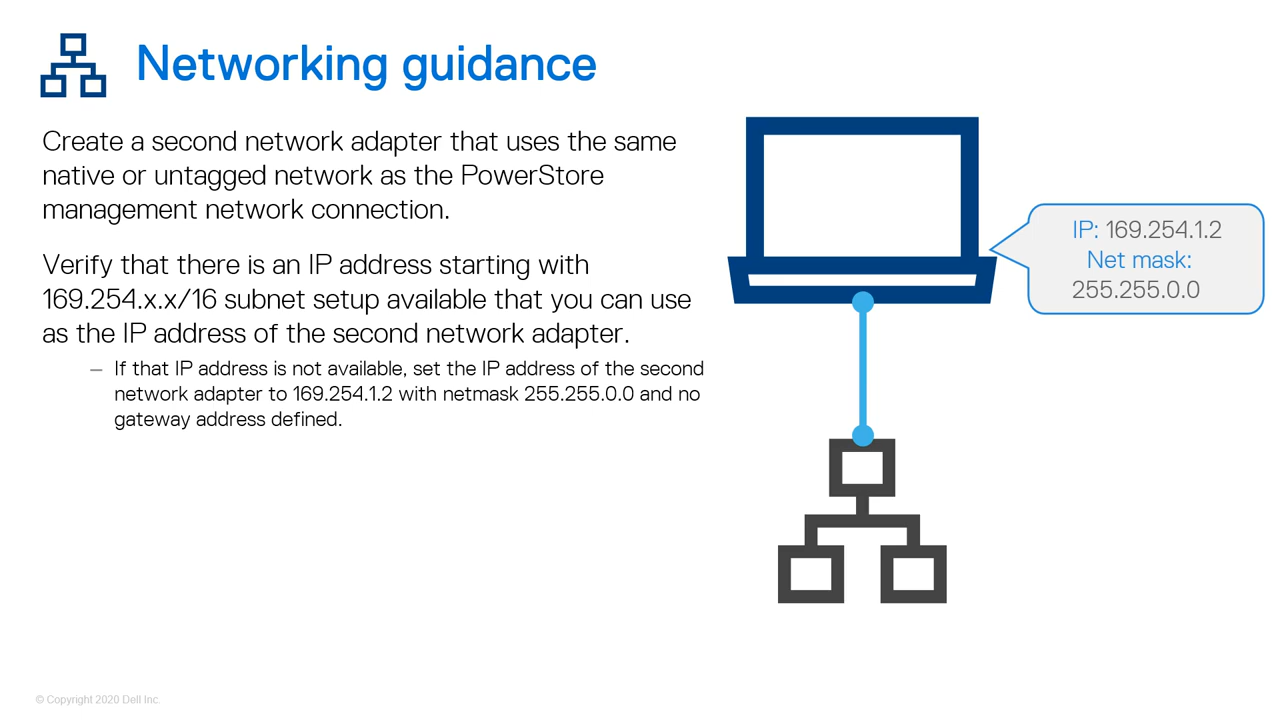 Networking guidance
Create a second network adapter that uses the same
native or untagged network as the PowerStore
management network connection.
Verify that there is an IP address starting with
169.254.x.x/16 subnet setup available that you can use
as the IP address of the second network adapter.
– If that IP address is not available, set the IP address of the second
network adapter to 169.254.1.2 with netmask 255.255.0.0 and no
gateway address defined.
IP: 169.254.1.2
Net mask:
255.255.0.0
© Copyright 2020 Dell Inc.